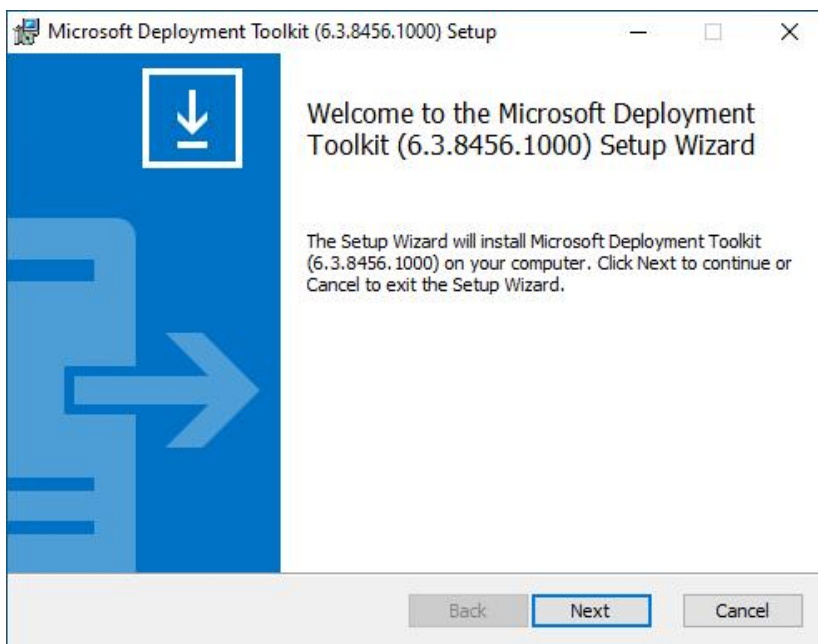 Microsoft Deployment Toolkit (6.3.8456.1000) Setup
Welcome to the Microsoft Deployment
Toolkit (6.3.8456.1000) Setup Wizard
The Setup Wizard will install Microsoft Deployment Toolkit
(6.3.8456.1000) on your computer. Click Next to continue or
Cancel to exit the Setup Wizard.
Back Next Cancel